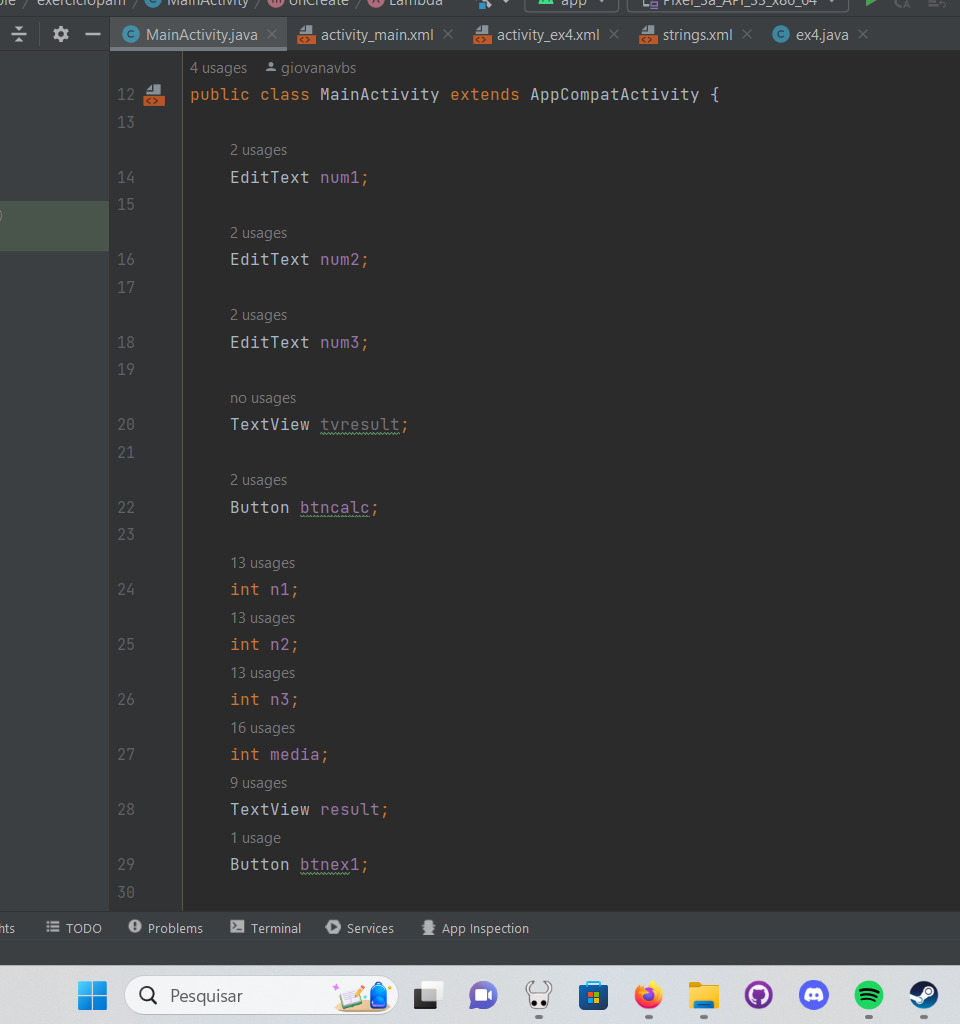 exerciciopam / MainActivity / onCreate / Lambda
app
Pixel_3a_API_33_x86_64
MainActivity.java
activity_main.xml
activity_ex4.xml
strings.xml
ex4.java
4 usages giovanavbs
12 public class MainActivity extends AppCompatActivity {
13
2 usages
14 EditText num1;
15
2 usages
16 EditText num2;
17
2 usages
18 EditText num3;
19
no usages
20 TextView tvresult;
21
2 usages
22 Button btncalc;
23
13 usages
24 int n1;
13 usages
25 int n2;
13 usages
26 int n3;
16 usages
27 int media;
9 usages
28 TextView result;
1 usage
29 Button btnex1;
30
TODO Problems Terminal Services App Inspection
Pesquisar